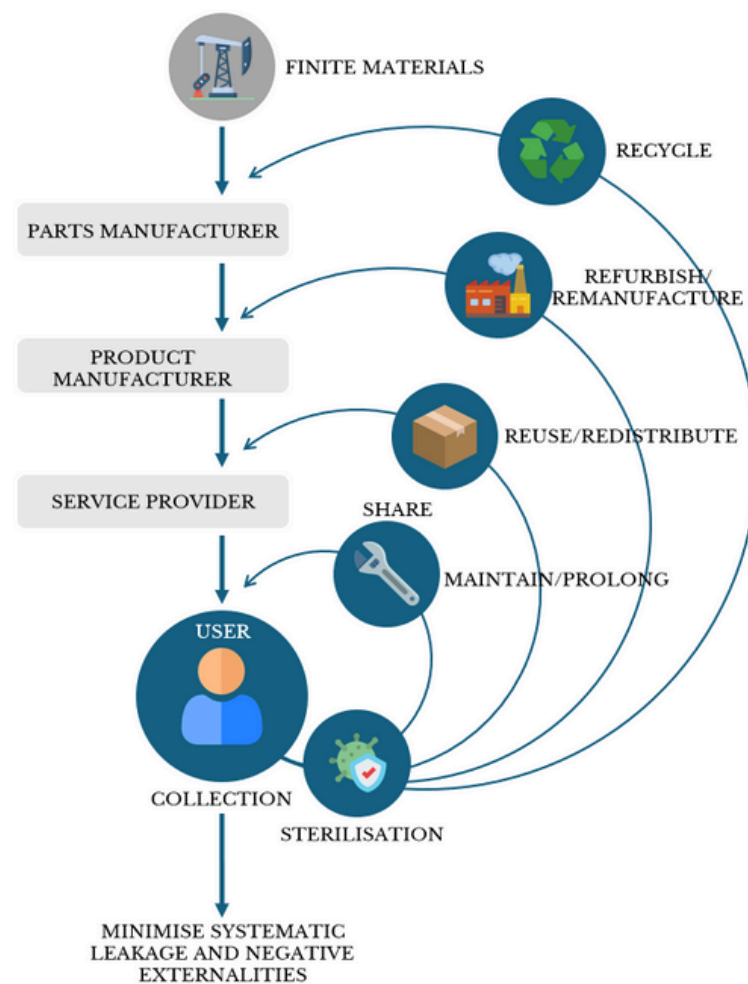 FINITE MATERIALS
RECYCLE
PARTS MANUFACTURER
REFURBISH/
REMANUFACTURE
PRODUCT
MANUFACTURER
REUSE/REDISTRIBUTE
SERVICE PROVIDER
SHARE
MAINTAIN/PROLONG
USER
COLLECTION
STERILISATION
MINIMISE SYSTEMATIC
LEAKAGE AND NEGATIVE
EXTERNALITIES